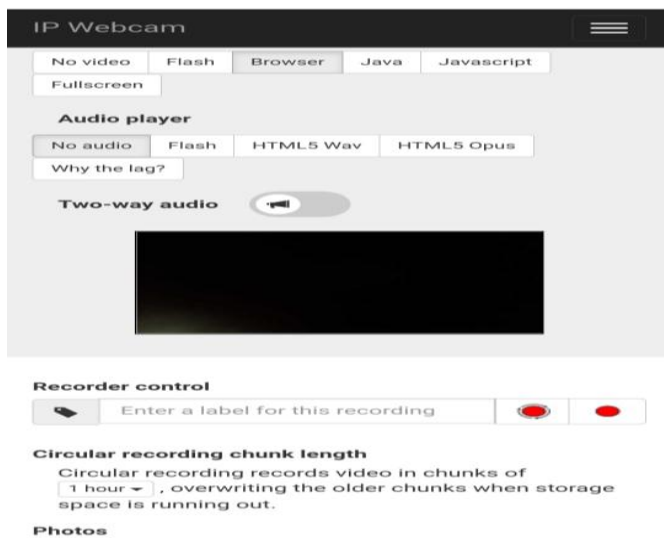 IP Webcam
No video Flash Browser Java Javascript
Fullscreen
Audio player
No audio Flash HTML5 Wav HTML5 Opus
Why the lag?
Two-way audio
Recorder control
Enter a label for this recording
Circular recording chunk length
Circular recording records video in chunks of
1 hour , overwriting the older chunks when storage
space is running out.
Photos